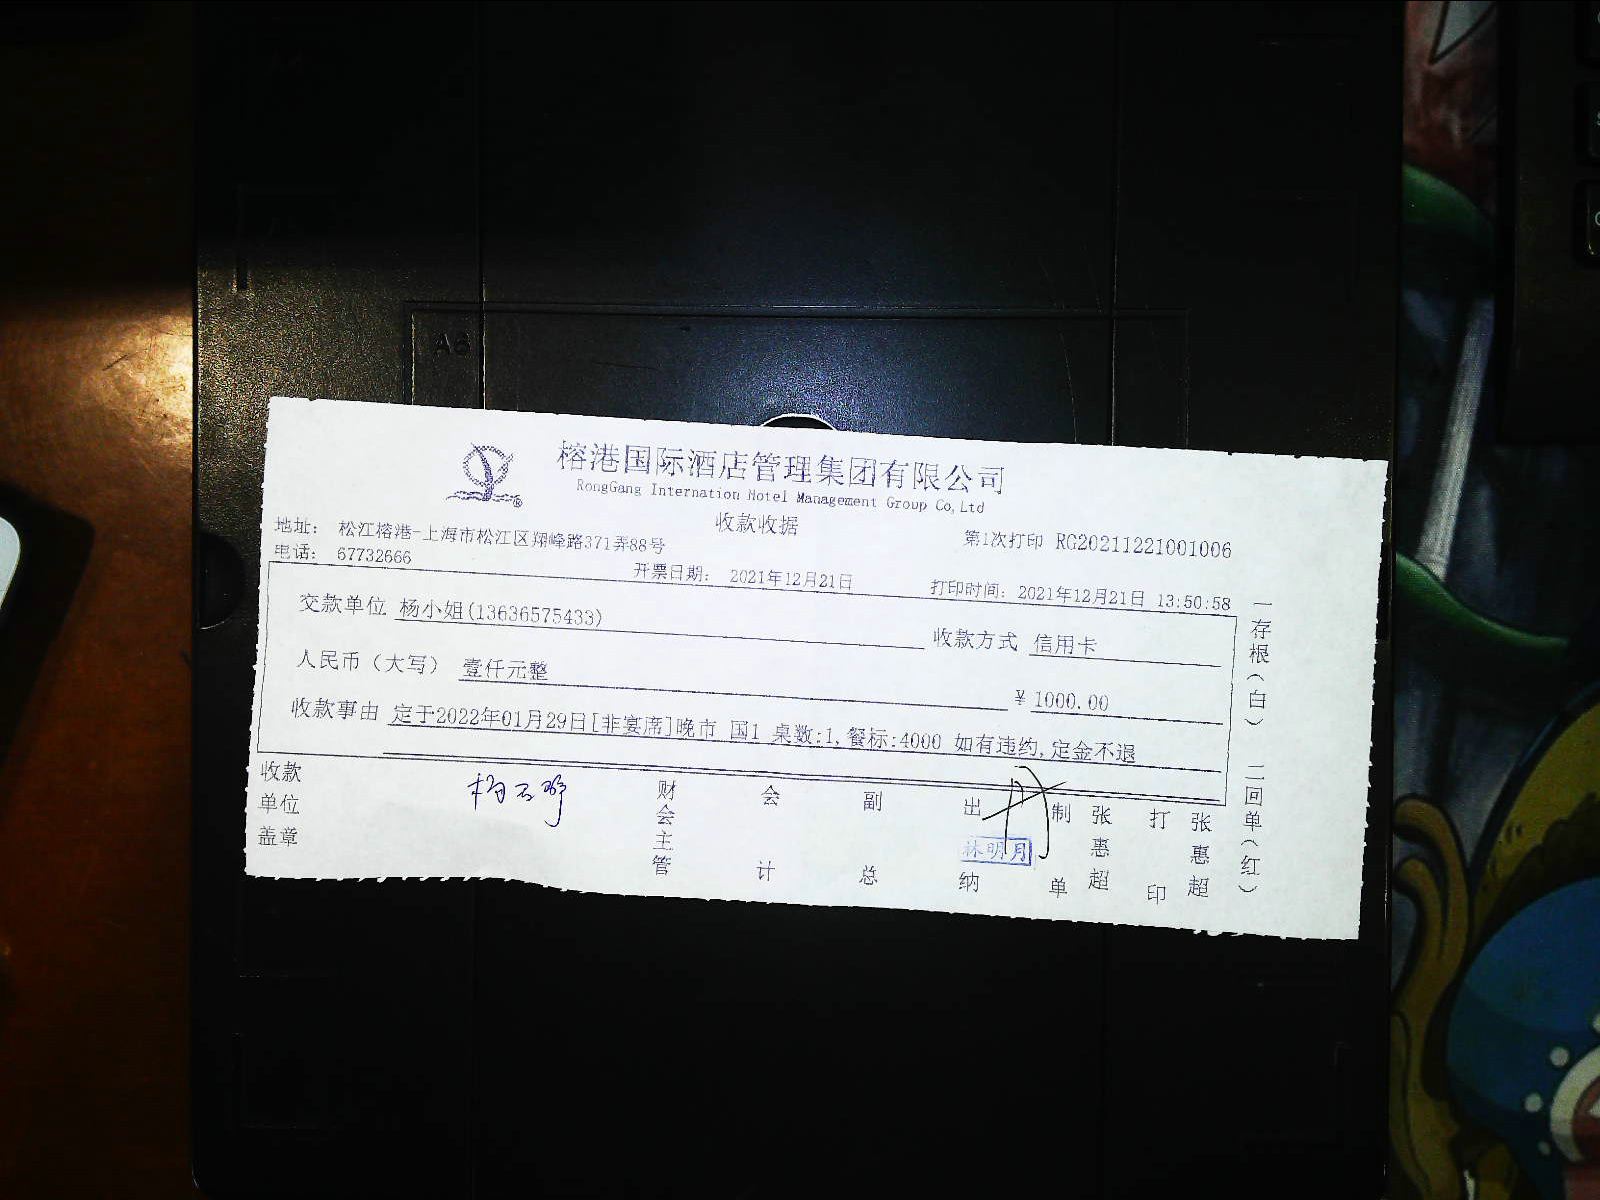 A6
榕港国际酒店管理集团有限公司
RongGang Internation Hotel Management Group Co,Ltd
收款收据
地址： 松江榕港-上海市松江区翔峰路371弄88号
第1次打印 RG20211221001006
电话： 67732666
开票日期： 2021年12月21日
打印时间：2021年12月21日 13:50:58
交款单位 杨小姐(13636575433)
收款方式 信用卡
人民币（大写） 壹仟元整
￥1000.00
收款事由 定于2022年01月29日[非宴席]晚市 国1 桌数:1,餐标:4000 如有违约,定金不退
收款单位盖章
财会主管
会计
副总
出纳
林明月
制单
张惠超
打印
张惠超
一存根（白）
二回单（红）